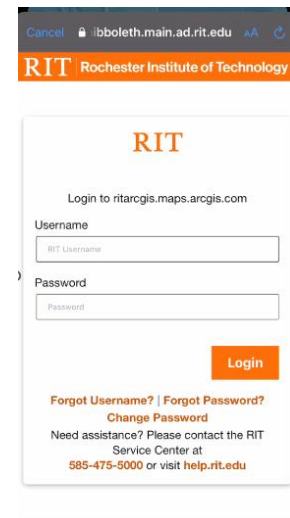 Cancel ibboleth.main.ad.rit.edu AA
RIT Rochester Institute of Technology
RIT
Login to ritarcgis.maps.arcgis.com
Username
RIT Username
Password
Password
Login
Forgot Username? | Forgot Password?
Change Password
Need assistance? Please contact the RIT
Service Center at
585-475-5000 or visit help.rit.edu